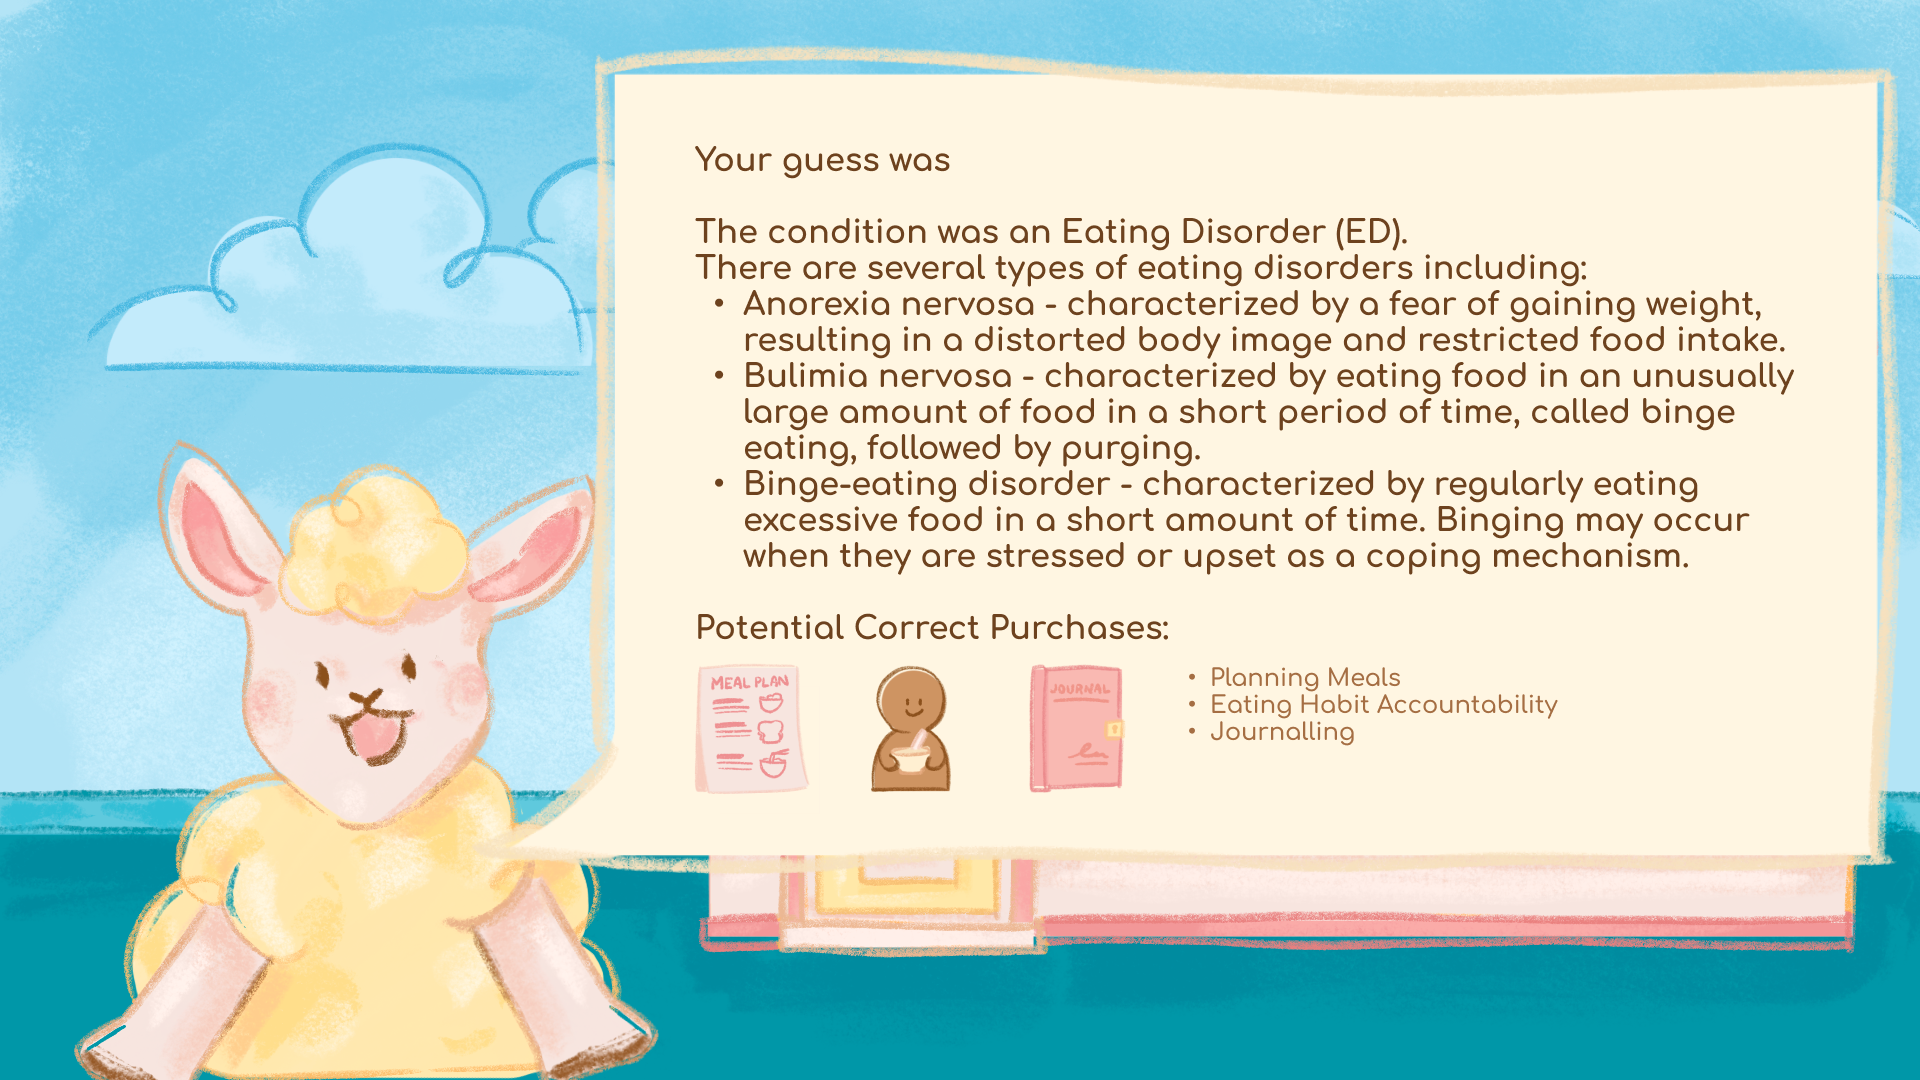 Your guess was
The condition was an Eating Disorder (ED).
There are several types of eating disorders including:
• Anorexia nervosa - characterized by a fear of gaining weight,
resulting in a distorted body image and restricted food intake.
• Bulimia nervosa - characterized by eating food in an unusually
large amount of food in a short period of time, called binge
eating, followed by purging.
• Binge-eating disorder - characterized by regularly eating
excessive food in a short amount of time. Binging may occur
when they are stressed or upset as a coping mechanism.
Potential Correct Purchases:
MEAL PLAN
JOURNAL
• Planning Meals
• Eating Habit Accountability
• Journalling